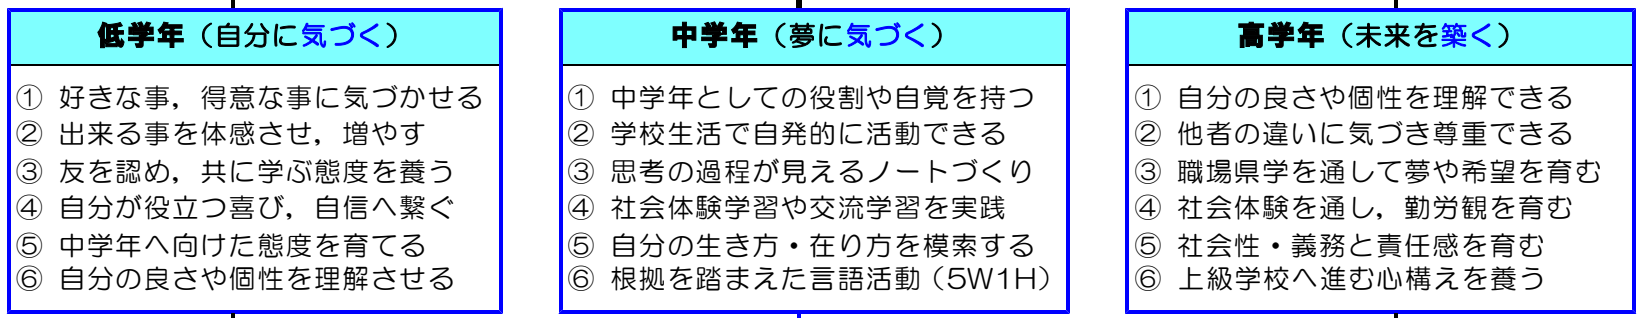 低学年（自分に気づく）
① 好きな事，得意な事に気づかせる
② 出来る事を体感させ，増やす
③ 友を認め，共に学ぶ態度を養う
④ 自分が役立つ喜び，自信へ繋ぐ
⑤ 中学年へ向けた態度を育てる
⑥ 自分の良さや個性を理解させる
中学年（夢に気づく）
① 中学年としての役割や自覚を持つ
② 学校生活で自発的に活動できる
③ 思考の過程が見えるノートづくり
④ 社会体験学習や交流学習を実践
⑤ 自分の生き方・在り方を模索する
⑥ 根拠を踏まえた言語活動（5W1H）
高学年（未来を築く）
① 自分の良さや個性を理解できる
② 他者の違いに気づき尊重できる
③ 職場県学を通して夢や希望を育む
④ 社会体験を通し，勤労観を育む
⑤ 社会性・義務と責任感を育む
⑥ 上級学校へ進む心構えを養う